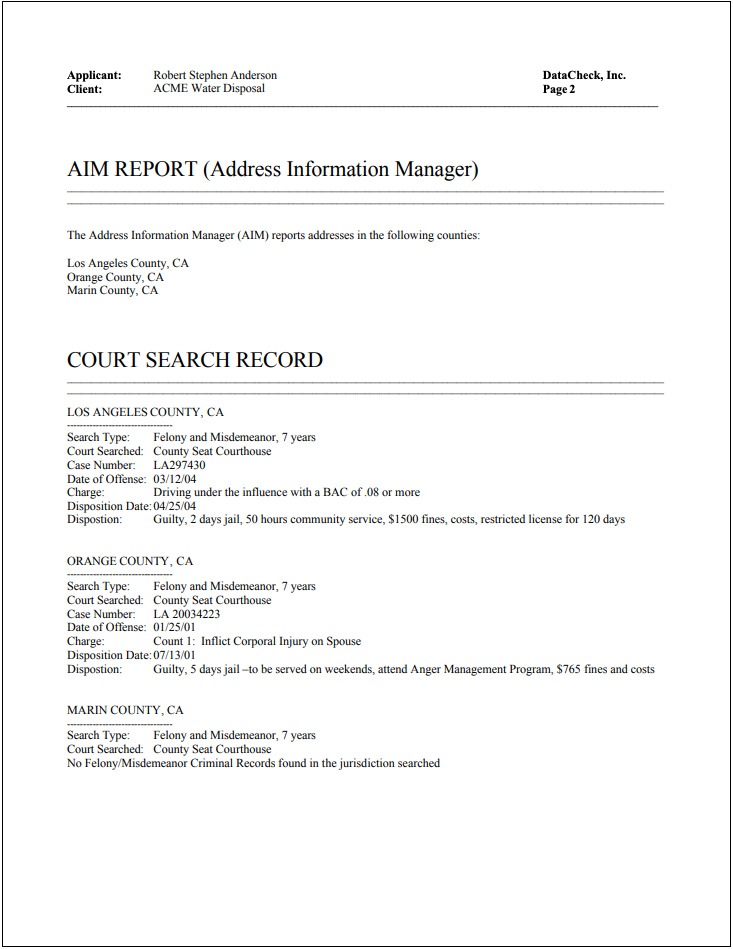 Applicant: Robert Stephen Anderson DataCheck, Inc.
Client: ACME Water Disposal Page 2
AIM REPORT (Address Information Manager)
The Address Information Manager (AIM) reports addresses in the following counties:
Los Angeles County, CA
Orange County, CA
Marin County, CA
COURT SEARCH RECORD
LOS ANGELES COUNTY, CA
---------------------------------
Search Type: Felony and Misdemeanor, 7 years
Court Searched: County Seat Courthouse
Case Number: LA297430
Date of Offense: 03/12/04
Charge: Driving under the influence with a BAC of .08 or more
Disposition Date: 04/25/04
Dispostion: Guilty, 2 days jail, 50 hours community service, $1500 fines, costs, restricted license for 120 days
ORANGE COUNTY, CA
---------------------------------
Search Type: Felony and Misdemeanor, 7 years
Court Searched: County Seat Courthouse
Case Number: LA 20034223
Date of Offense: 01/25/01
Charge: Count 1: Inflict Corporal Injury on Spouse
Disposition Date: 07/13/01
Dispostion: Guilty, 5 days jail –to be served on weekends, attend Anger Management Program, $765 fines and costs
MARIN COUNTY, CA
---------------------------------
Search Type: Felony and Misdemeanor, 7 years
Court Searched: County Seat Courthouse
No Felony/Misdemeanor Criminal Records found in the jurisdiction searched